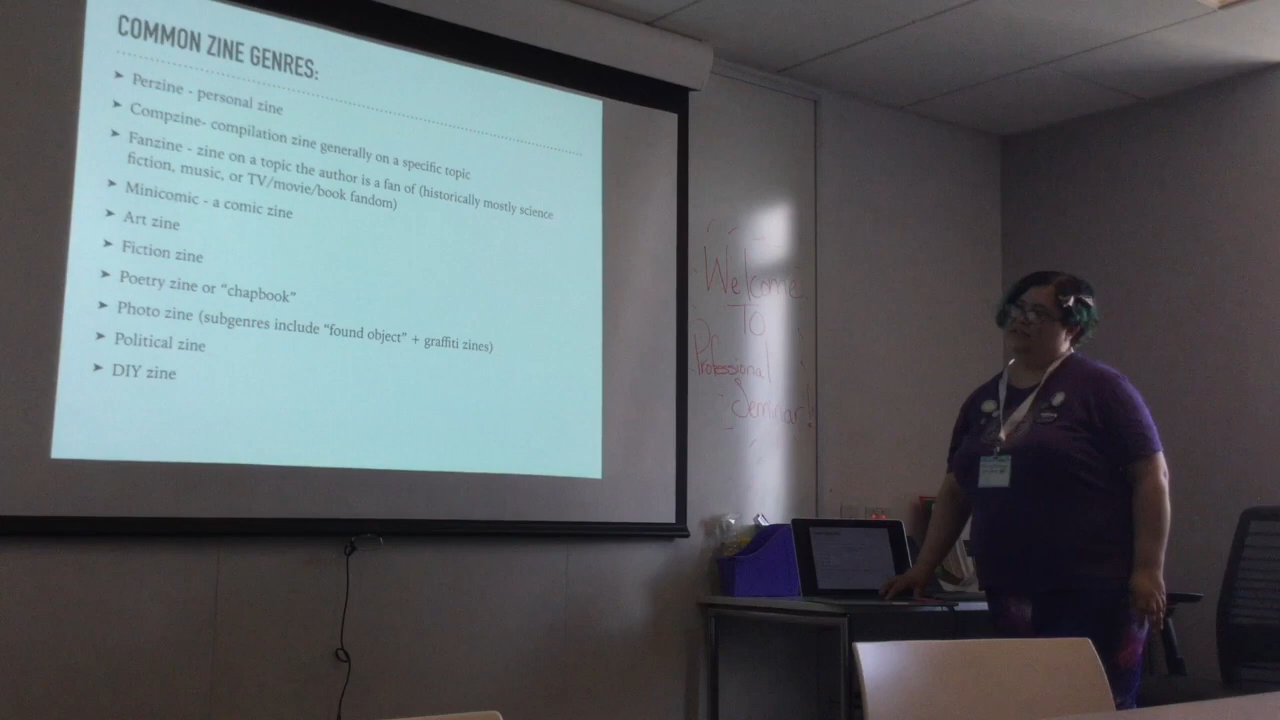 COMMON ZINE GENRES:
➤ Perzine - personal zine
➤ Compzine- compilation zine generally on a specific topic
➤ Fanzine - zine on a topic the author is a fan of (historically mostly science
fiction, music, or TV/movie/book fandom)
➤ Minicomic - a comic zine
➤ Art zine
➤ Fiction zine
➤ Poetry zine or “chapbook”
➤ Photo zine (subgenres include “found object” + graffiti zines)
➤ Political zine
➤ DIY zine
Welcome
To
Professional
Seminar!